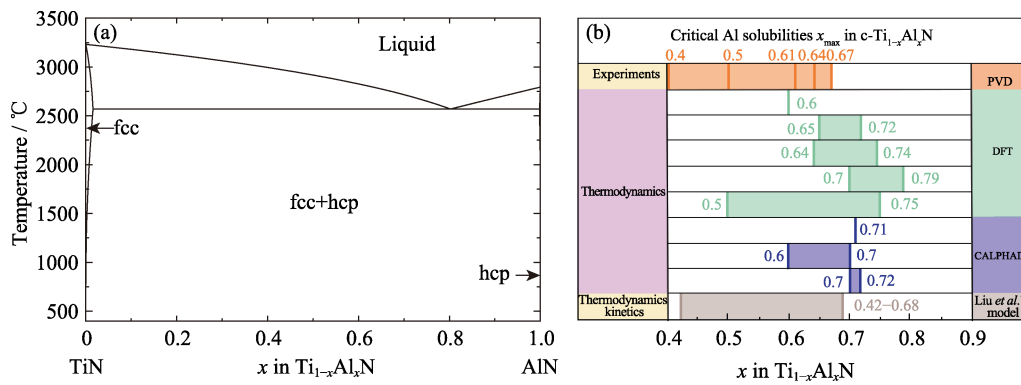 (a)
Liquid
fcc
fcc+hcp
hcp
Temperature / ℃
3500
3000
2500
2000
1500
1000
500
0 0.2 0.4 0.6 0.8 1.0
TiN x in Ti1−xAlxN AlN
(b)
Critical Al solubilities xmax in c-Ti1−xAlxN
0.4 0.5 0.61 0.64 0.67
Experiments PVD
0.6
0.65 0.72
0.64 0.74
DFT
0.7 0.79
Thermodynamics
0.5 0.75
0.71
0.6 0.7
CALPHAD
0.7 0.72
Thermodynamics kinetics
0.42−0.68
Liu et al. model
0.4 0.5 0.6 0.7 0.8 0.9
x in Ti1−xAlxN